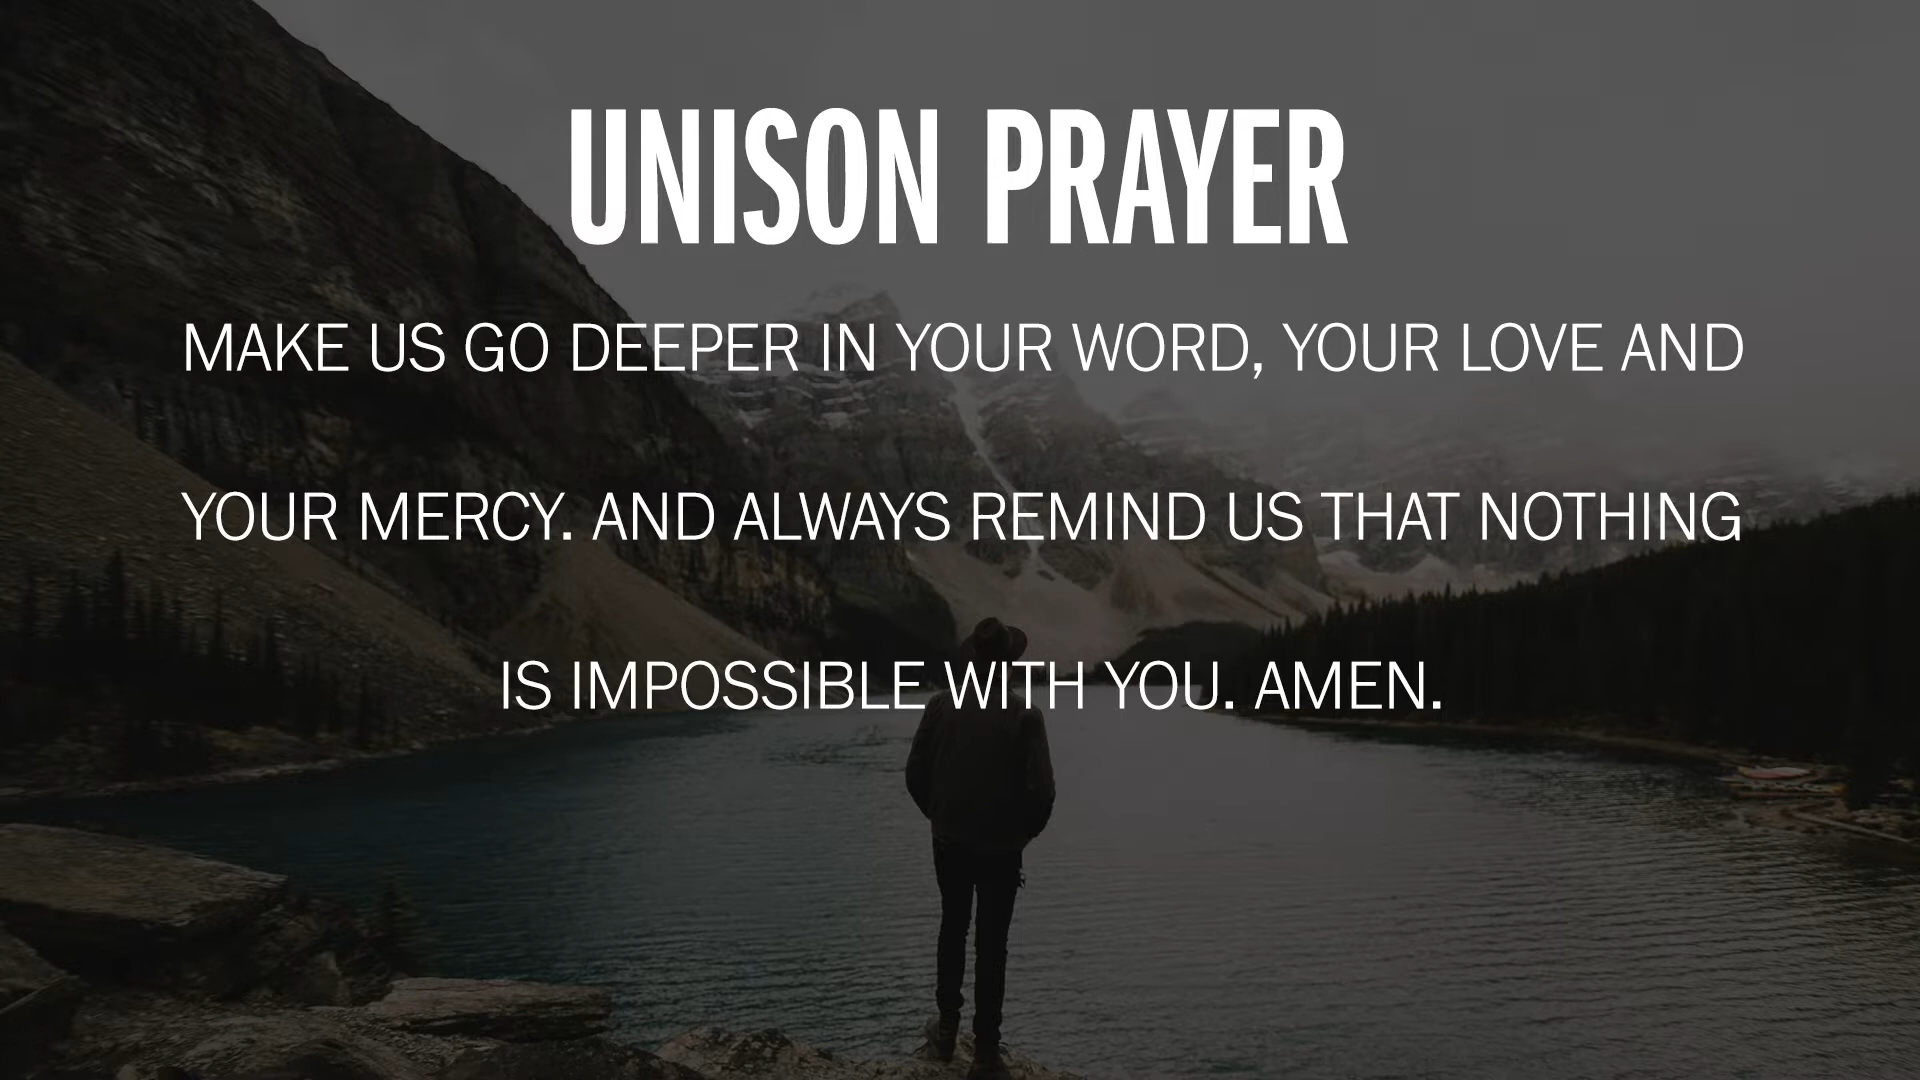 UNISON PRAYER
MAKE US GO DEEPER IN YOUR WORD, YOUR LOVE AND
YOUR MERCY. AND ALWAYS REMIND US THAT NOTHING
IS IMPOSSIBLE WITH YOU. AMEN.